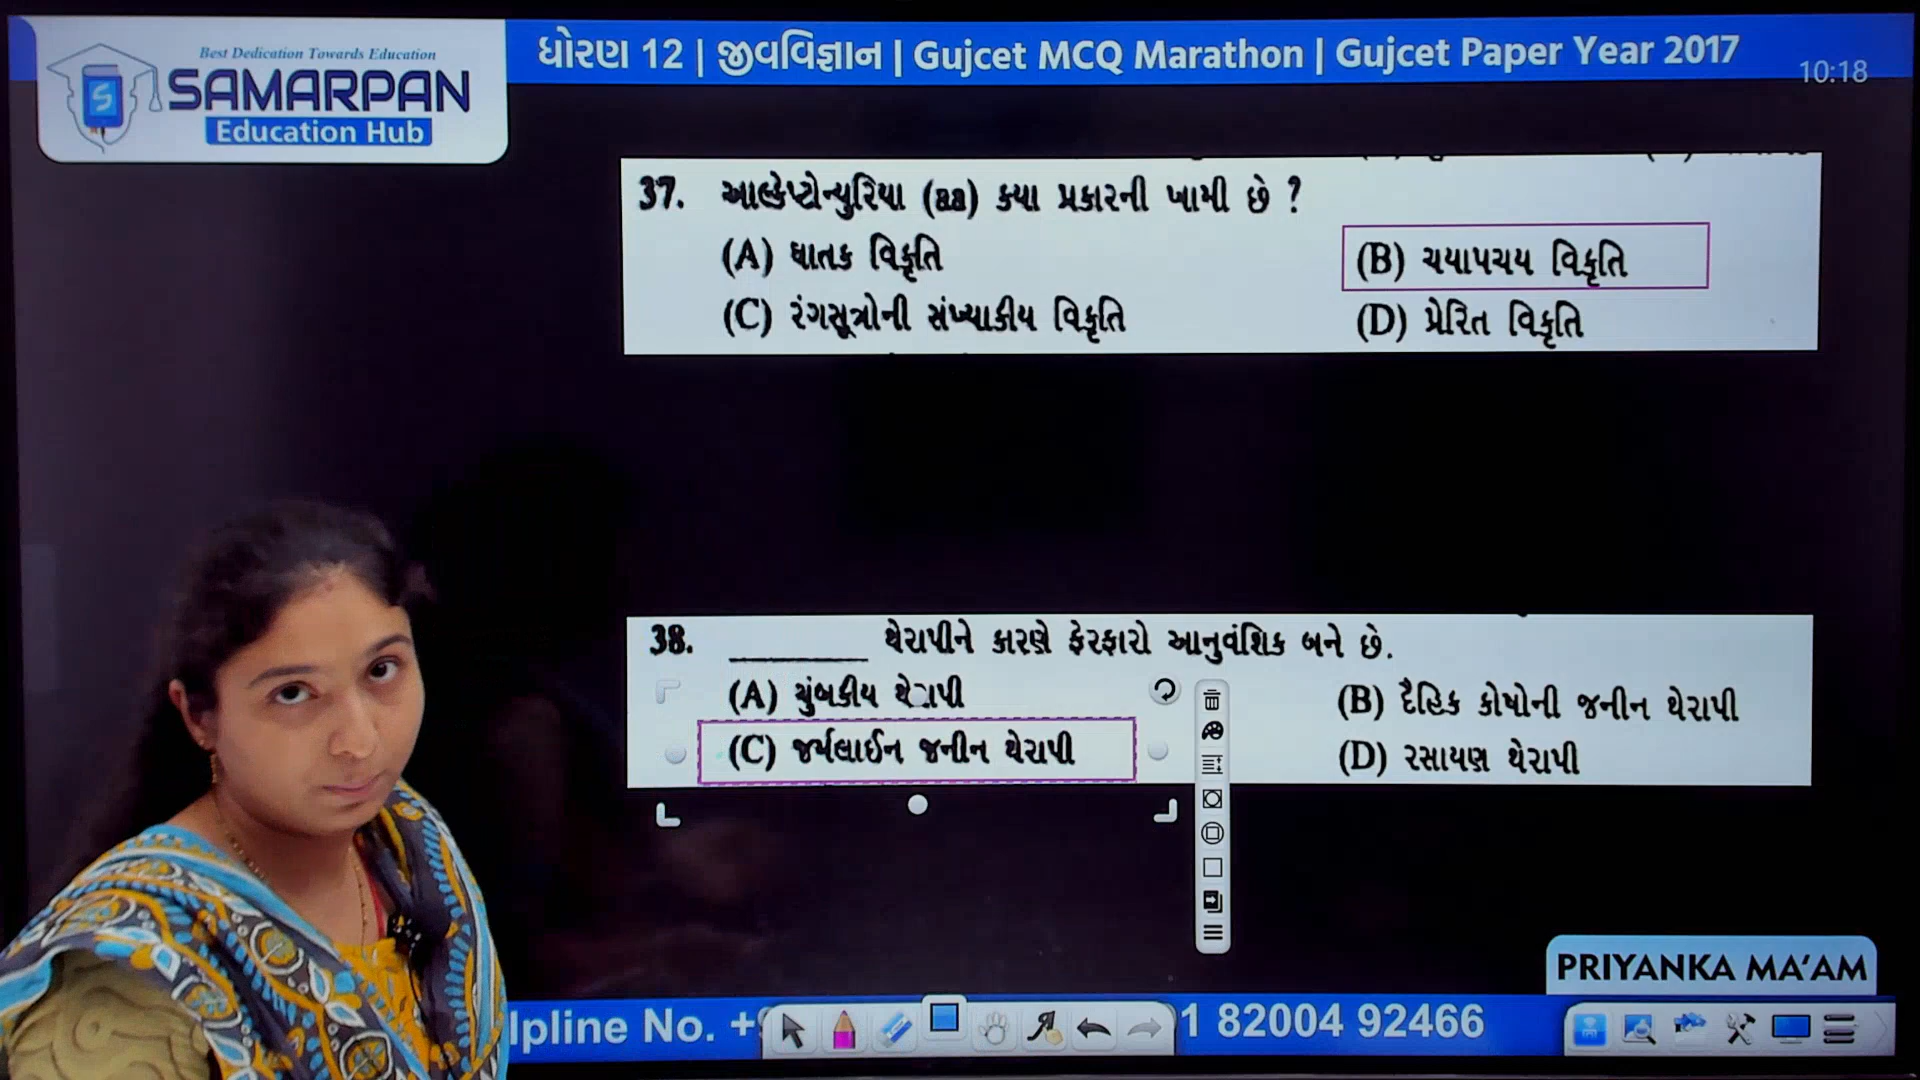 Best Dedication Towards Education
SAMARPAN
Education Hub
ધોરણ 12 | જીવવિજ્ઞાન | Gujcet MCQ Marathon | Gujcet Paper Year 2017
10:18
37. આલ્કેપ્ટોન્યુરિયા (aa) ક્યા પ્રકારની ખામી છે ?
(A) ઘાતક વિકૃતિ
(B) ચયાપચય વિકૃતિ
(C) રંગસૂત્રોની સંખ્યાકીય વિકૃતિ
(D) પ્રેરિત વિકૃતિ
38. ________ થેરાપીને કારણે ફેરફારો આનુવંશિક બને છે.
(A) ચુંબકીય થેરાપી
(B) દૈહિક કોષોની જનીન થેરાપી
(C) જર્મલાઈન જનીન થેરાપી
(D) રસાયણ થેરાપી
PRIYANKA MA'AM
lpline No. +
1 82004 92466